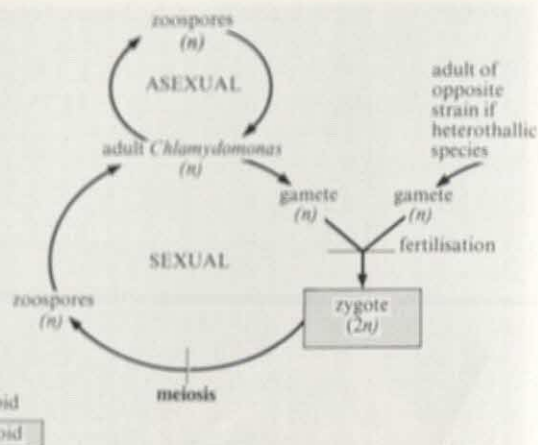 zoospores
(n)
ASEXUAL
adult Chlamydomonas
(n)
adult of
opposite
strain if
heterothallic
species
gamete
(n)
gamete
(n)
fertilisation
SEXUAL
zygote
(2n)
zoospores
(n)
meiosis